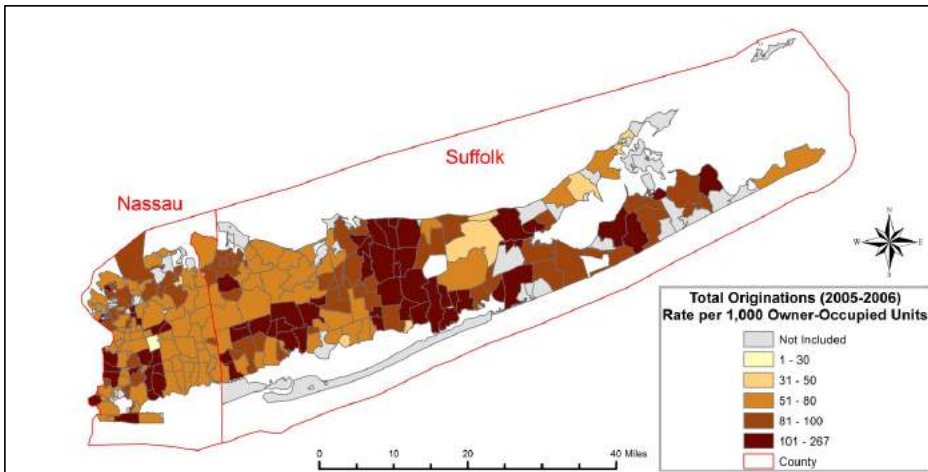 Suffolk
Nassau
N
W
E
S
Total Originations (2005-2006)
Rate per 1,000 Owner-Occupied Units
Not Included
1 - 30
31 - 50
51 - 80
81 - 100
101 - 267
County
0 10 20 40 Miles